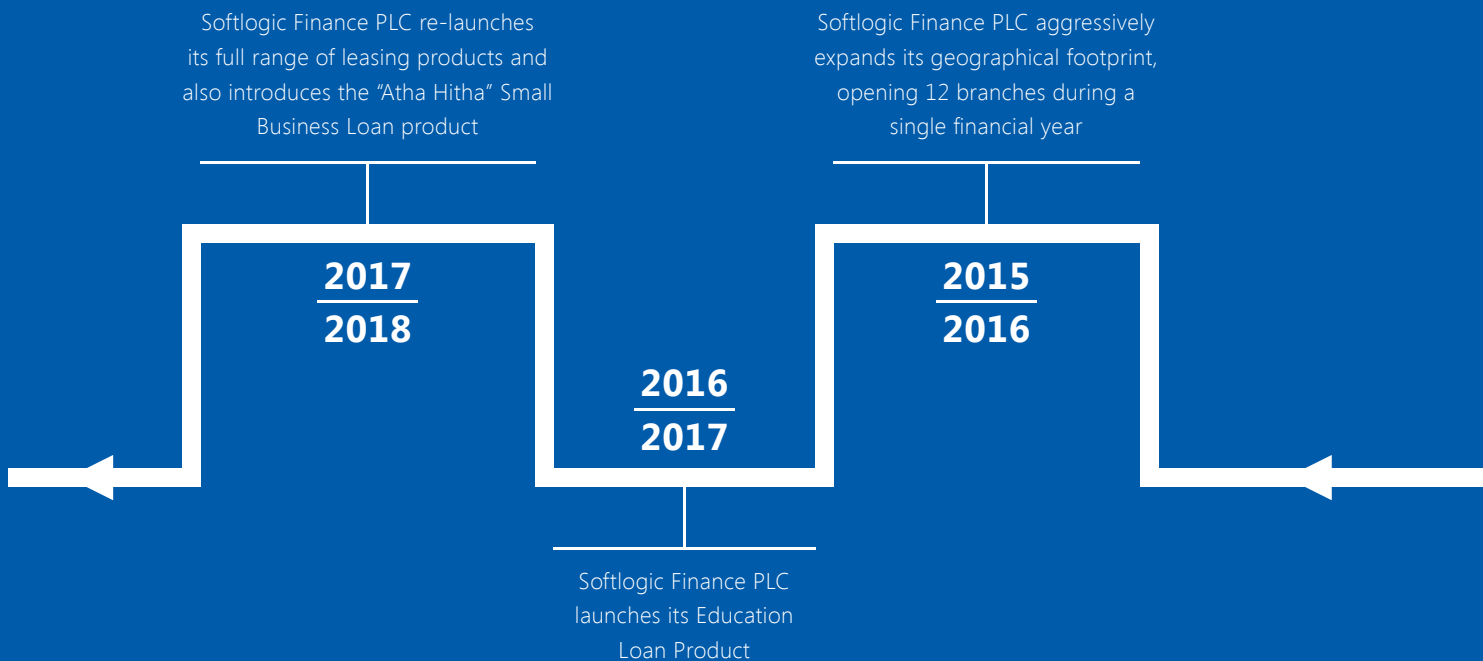 Softlogic Finance PLC re-launches
its full range of leasing products and
also introduces the “Atha Hitha” Small
Business Loan product
2017
2018
2016
2017
Softlogic Finance PLC
launches its Education
Loan Product
Softlogic Finance PLC aggressively
expands its geographical footprint,
opening 12 branches during a
single financial year
2015
2016